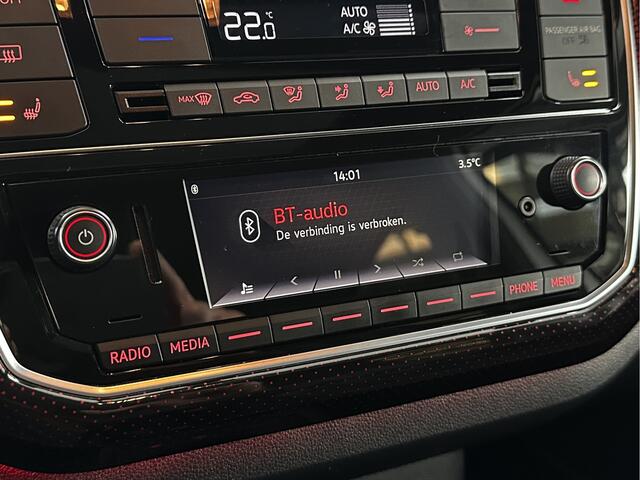 OFF
22.0 °C
AUTO
A/C
PASSENGER AIR BAG
OFF
MAX
AUTO
A/C
14:01
3.5°C
BT-audio
De verbinding is verbroken.
RADIO
MEDIA
PHONE
MENU